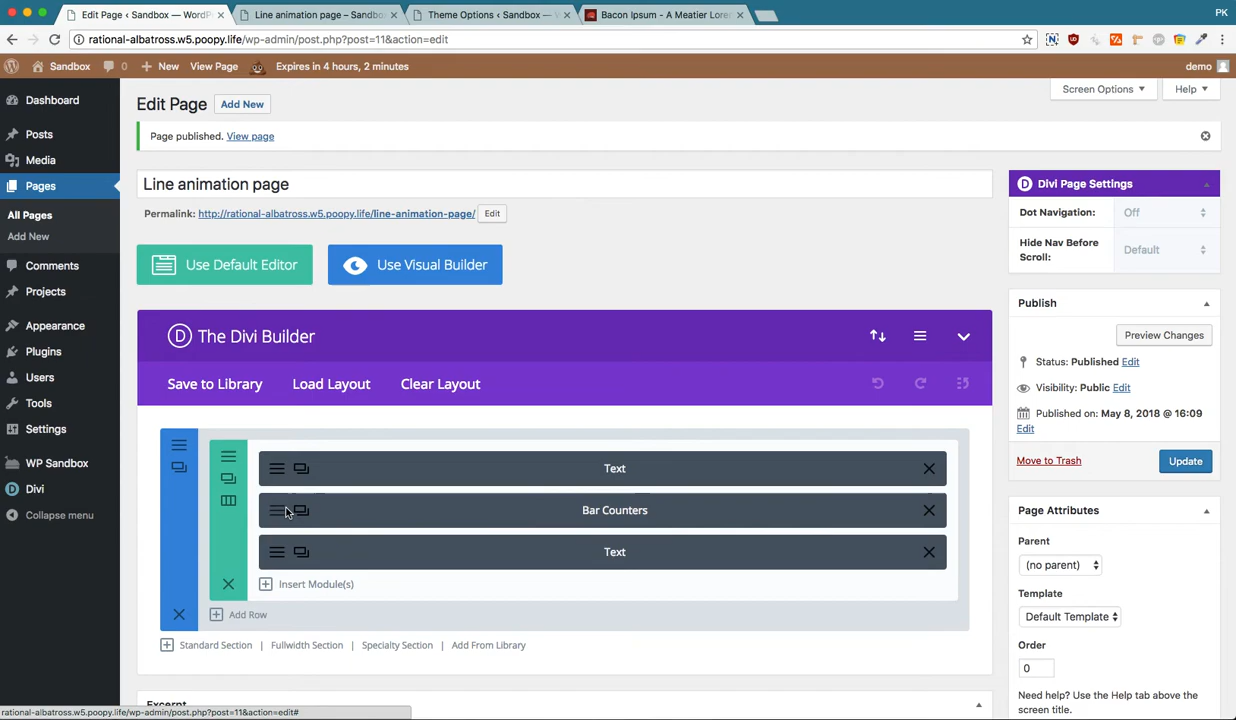 Edit Page ‹ Sandbox — WordP
Line animation page – Sandbo
Theme Options ‹ Sandbox — W
Bacon Ipsum - A Meatier Lore
PK
rational-albatross.w5.poopy.life/wp-admin/post.php?post=11&action=edit
Sandbox
0
New
View Page
Expires in 4 hours, 2 minutes
demo
Dashboard
Posts
Media
Pages
All Pages
Add New
Comments
Projects
Appearance
Plugins
Users
Tools
Settings
WP Sandbox
Divi
Collapse menu
Screen Options
Help
Edit Page
Add New
Page published. View page
Line animation page
Permalink: http://rational-albatross.w5.poopy.life/line-animation-page/
Edit
Use Default Editor
Use Visual Builder
D
The Divi Builder
Save to Library
Load Layout
Clear Layout
Text
Bar Counters
Text
Insert Module(s)
Add Row
Standard Section | Fullwidth Section | Specialty Section | Add From Library
Excerpt
D
Divi Page Settings
Dot Navigation:
Off
Hide Nav Before
Scroll:
Default
Publish
Preview Changes
Status: Published Edit
Visibility: Public Edit
Published on: May 8, 2018 @ 16:09
Edit
Move to Trash
Update
Page Attributes
Parent
(no parent)
Template
Default Template
Order
0
Need help? Use the Help tab above the
screen title.
rational-albatross.w5.poopy.life/wp-admin/post.php?post=11&action=edit#